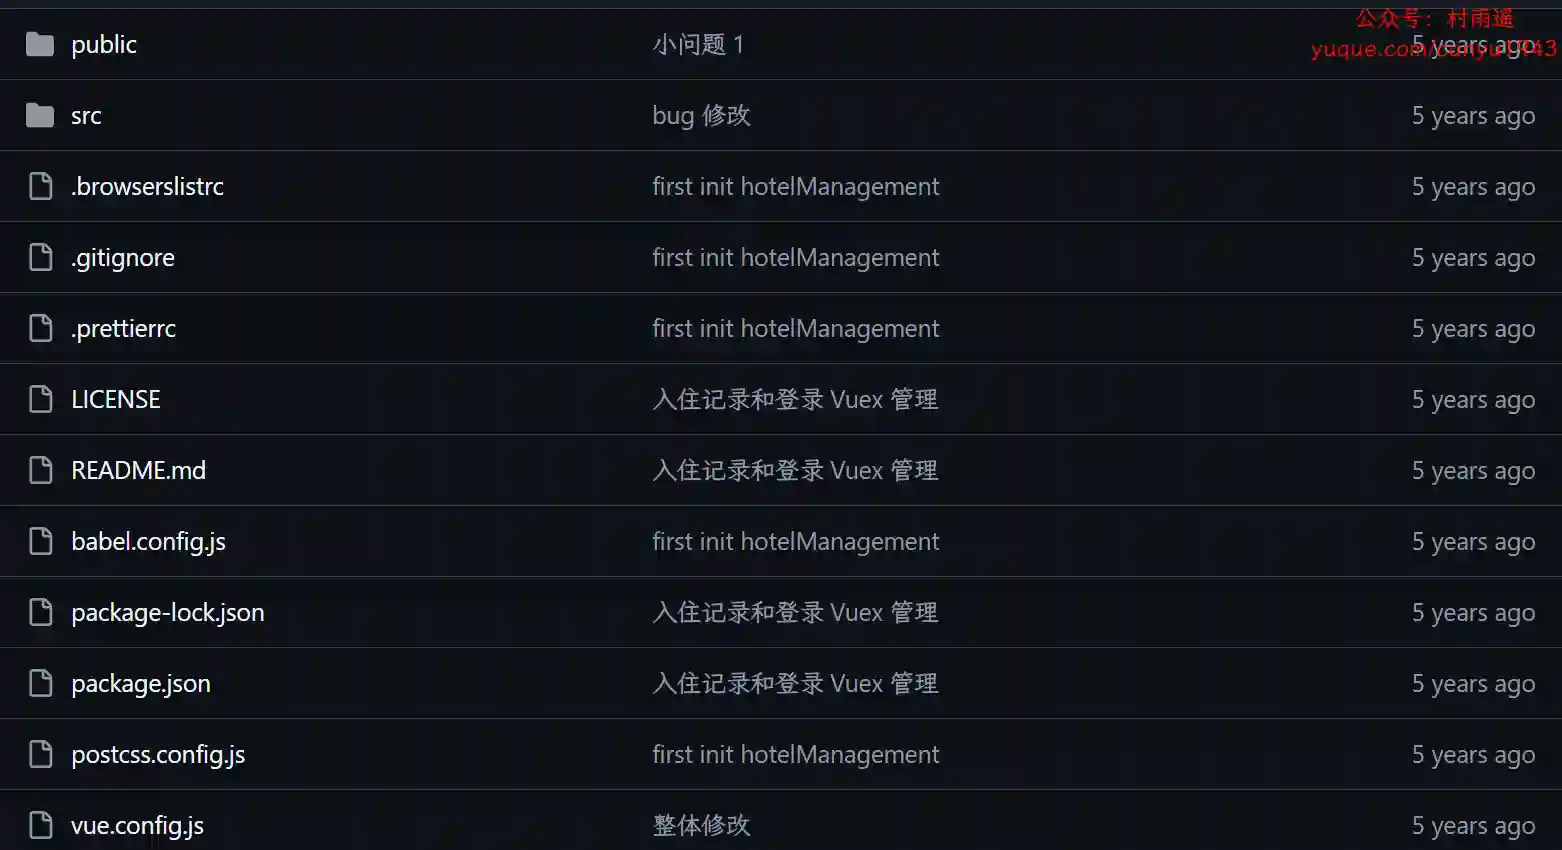 公众号：村雨遥
public 小问题 1 5 years ago
yuque.com/cunyu1943
src bug 修改 5 years ago
.browserslistrc first init hotelManagement 5 years ago
.gitignore first init hotelManagement 5 years ago
.prettierrc first init hotelManagement 5 years ago
LICENSE 入住记录和登录 Vuex 管理 5 years ago
README.md 入住记录和登录 Vuex 管理 5 years ago
babel.config.js first init hotelManagement 5 years ago
package-lock.json 入住记录和登录 Vuex 管理 5 years ago
package.json 入住记录和登录 Vuex 管理 5 years ago
postcss.config.js first init hotelManagement 5 years ago
vue.config.js 整体修改 5 years ago